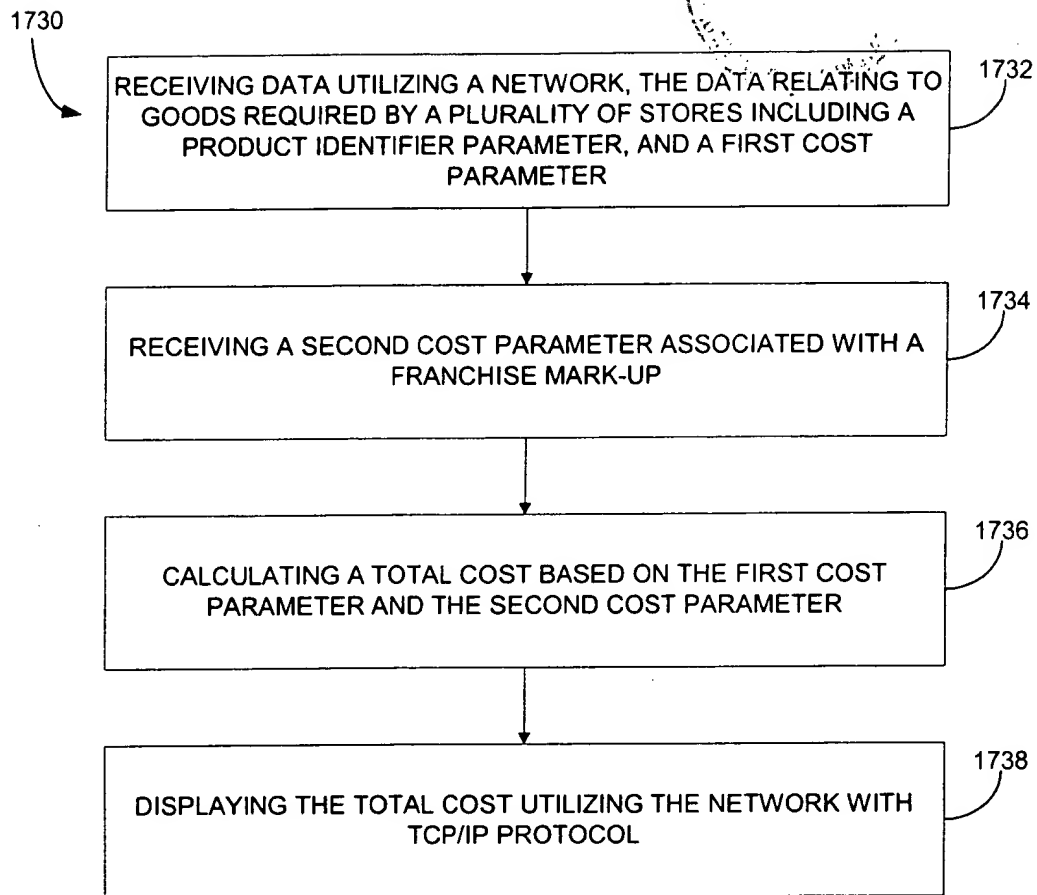 1730
RECEIVING DATA UTILIZING A NETWORK, THE DATA RELATING TO
GOODS REQUIRED BY A PLURALITY OF STORES INCLUDING A
PRODUCT IDENTIFIER PARAMETER, AND A FIRST COST
PARAMETER
1732
RECEIVING A SECOND COST PARAMETER ASSOCIATED WITH A
FRANCHISE MARK-UP
1734
CALCULATING A TOTAL COST BASED ON THE FIRST COST
PARAMETER AND THE SECOND COST PARAMETER
1736
DISPLAYING THE TOTAL COST UTILIZING THE NETWORK WITH
TCP/IP PROTOCOL
1738